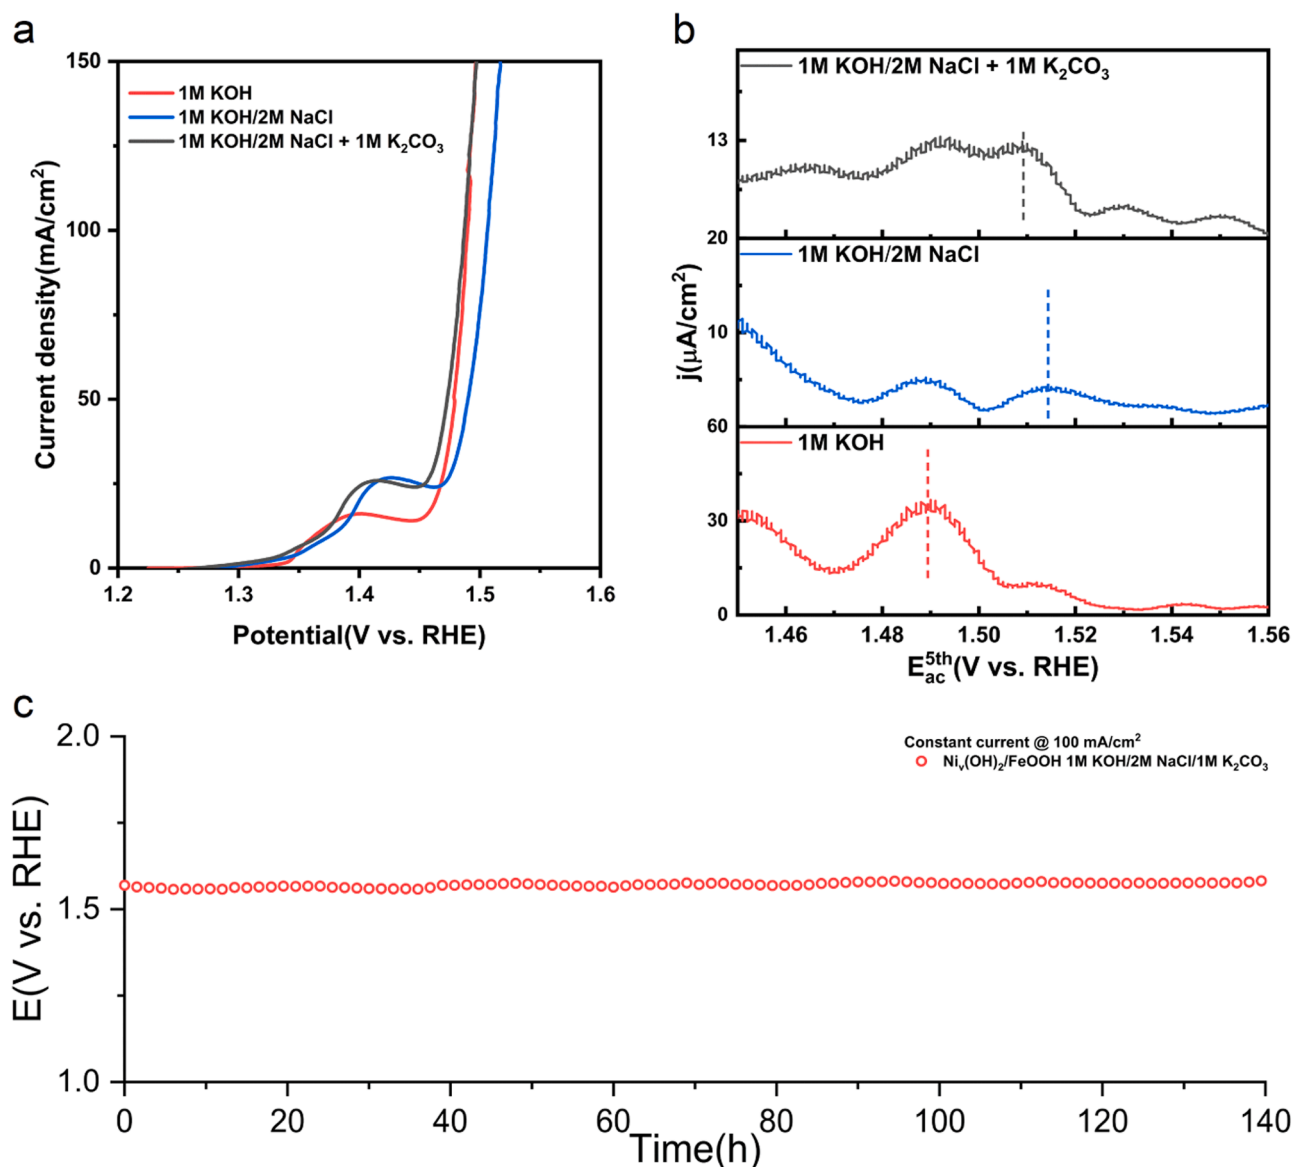 a
150
100
50
0
1.2
1.3
1.4
1.5
1.6
Current density(mA/cm²)
Potential(V vs. RHE)
1M KOH
1M KOH/2M NaCl
1M KOH/2M NaCl + 1M K₂CO₃
b
1M KOH/2M NaCl + 1M K₂CO₃
13
20
1M KOH/2M NaCl
10
60
1M KOH
30
0
j(μA/cm²)
1.46
1.48
1.50
1.52
1.54
1.56
E⁵ᵗʰ_ac(V vs. RHE)
c
2.0
1.5
1.0
E(V vs. RHE)
Constant current @ 100 mA/cm²
Niᵥ(OH)₂/FeOOH 1M KOH/2M NaCl/1M K₂CO₃
0
20
40
60
80
100
120
140
Time(h)